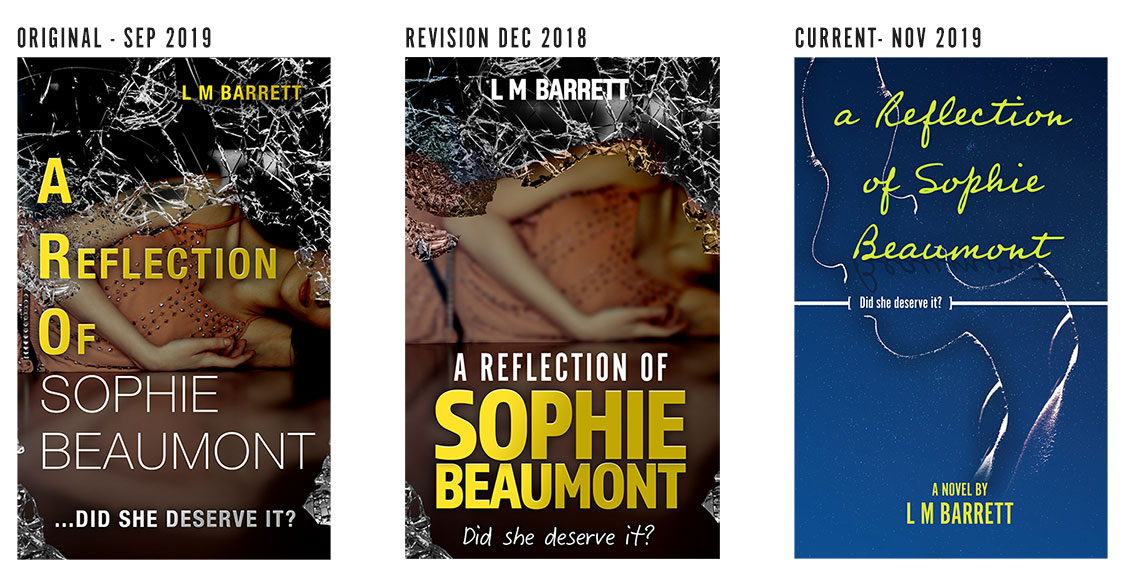 ORIGINAL - SEP 2019
L M BARRETT
A
REFLECTION
OF
SOPHIE
BEAUMONT
...DID SHE DESERVE IT?
REVISION DEC 2018
L M BARRETT
A REFLECTION OF
SOPHIE
BEAUMONT
Did she deserve it?
CURRENT- NOV 2019
a Reflection
of Sophie
Beaumont
[ Did she deserve it? ]
A NOVEL BY
L M BARRETT